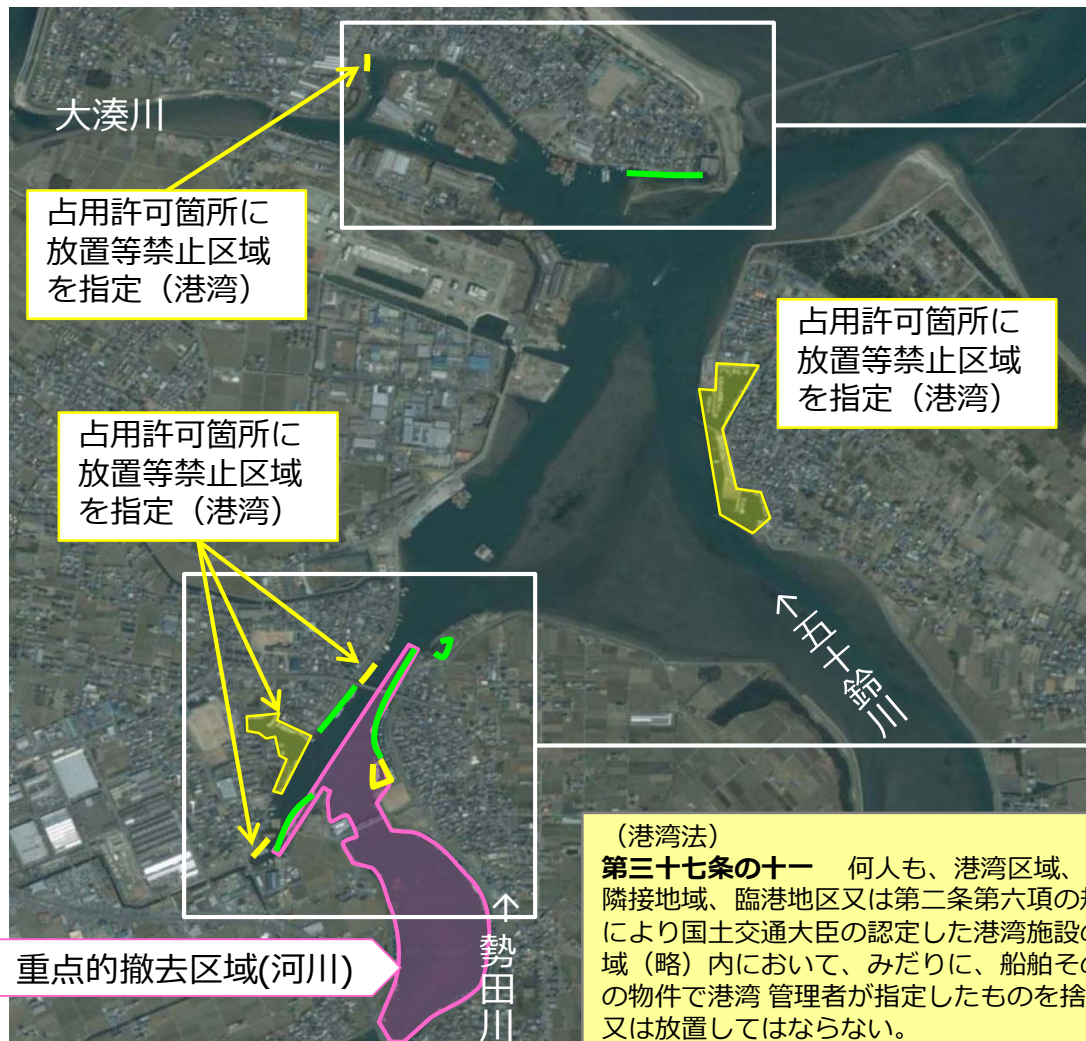 大湊川
占用許可箇所に
放置等禁止区域
を指定（港湾）
占用許可箇所に
放置等禁止区域
を指定（港湾）
占用許可箇所に
放置等禁止区域
を指定（港湾）
↑五十鈴川
↑勢田川
重点的撤去区域(河川)
（港湾法）
第三十七条の十一　何人も、港湾区域、
隣接地域、臨港地区又は第二条第六項の
により国土交通大臣の認定した港湾施設の
域（略）内において、みだりに、船舶その
の物件で港湾 管理者が指定したものを捨
又は放置してはならない。